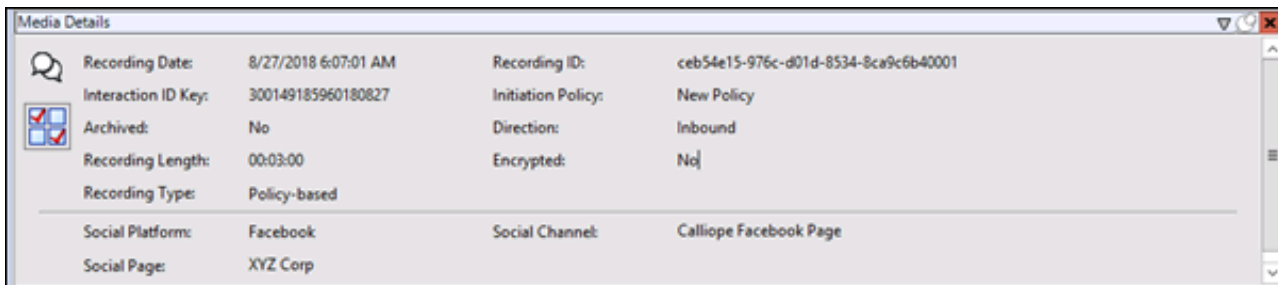 Media Details
Recording Date: 8/27/2018 6:07:01 AM Recording ID: ceb54e15-976c-d01d-8534-8ca9c6b40001
Interaction ID Key: 300149185960180827 Initiation Policy: New Policy
Archived: No Direction: Inbound
Recording Length: 00:03:00 Encrypted: No
Recording Type: Policy-based
Social Platform: Facebook Social Channel: Calliope Facebook Page
Social Page: XYZ Corp